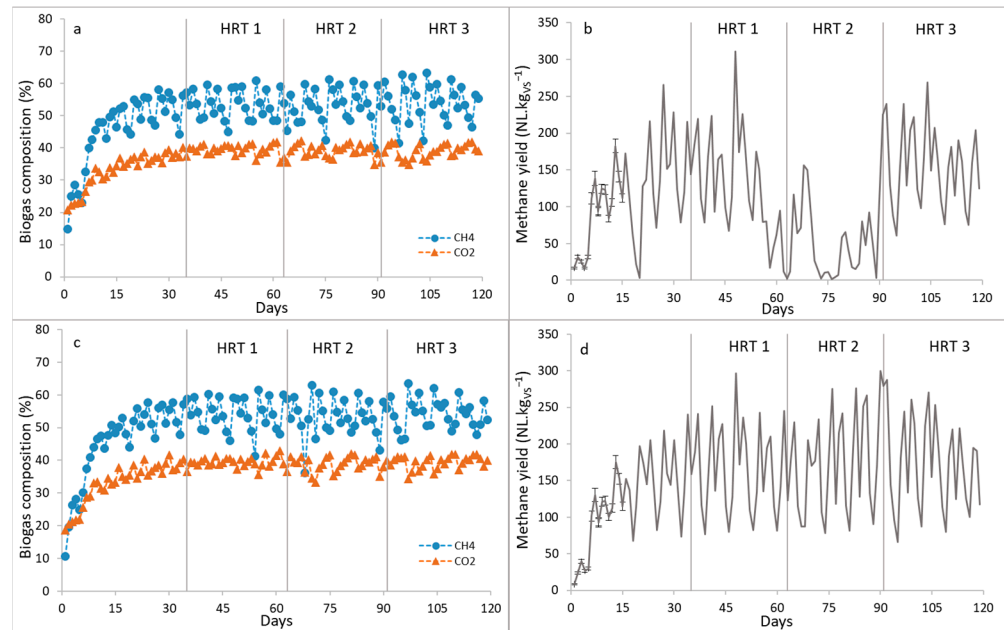 a HRT 1 HRT 2 HRT 3
Biogas composition (%)
80
70
60
50
40
30
20
10
0
CH4
CO2
0 15 30 45 60 75 90 105 120
Days
b HRT 1 HRT 2 HRT 3
Methane yield (NL.kgVS⁻¹)
350
300
250
200
150
100
50
0
0 15 30 45 60 75 90 105 120
Days
c HRT 1 HRT 2 HRT 3
Biogas composition (%)
80
70
60
50
40
30
20
10
0
CH4
CO2
0 15 30 45 60 75 90 105 120
Days
d HRT 1 HRT 2 HRT 3
Methane yield (NL.kgVS⁻¹)
350
300
250
200
150
100
50
0
0 15 30 45 60 75 90 105 120
Days